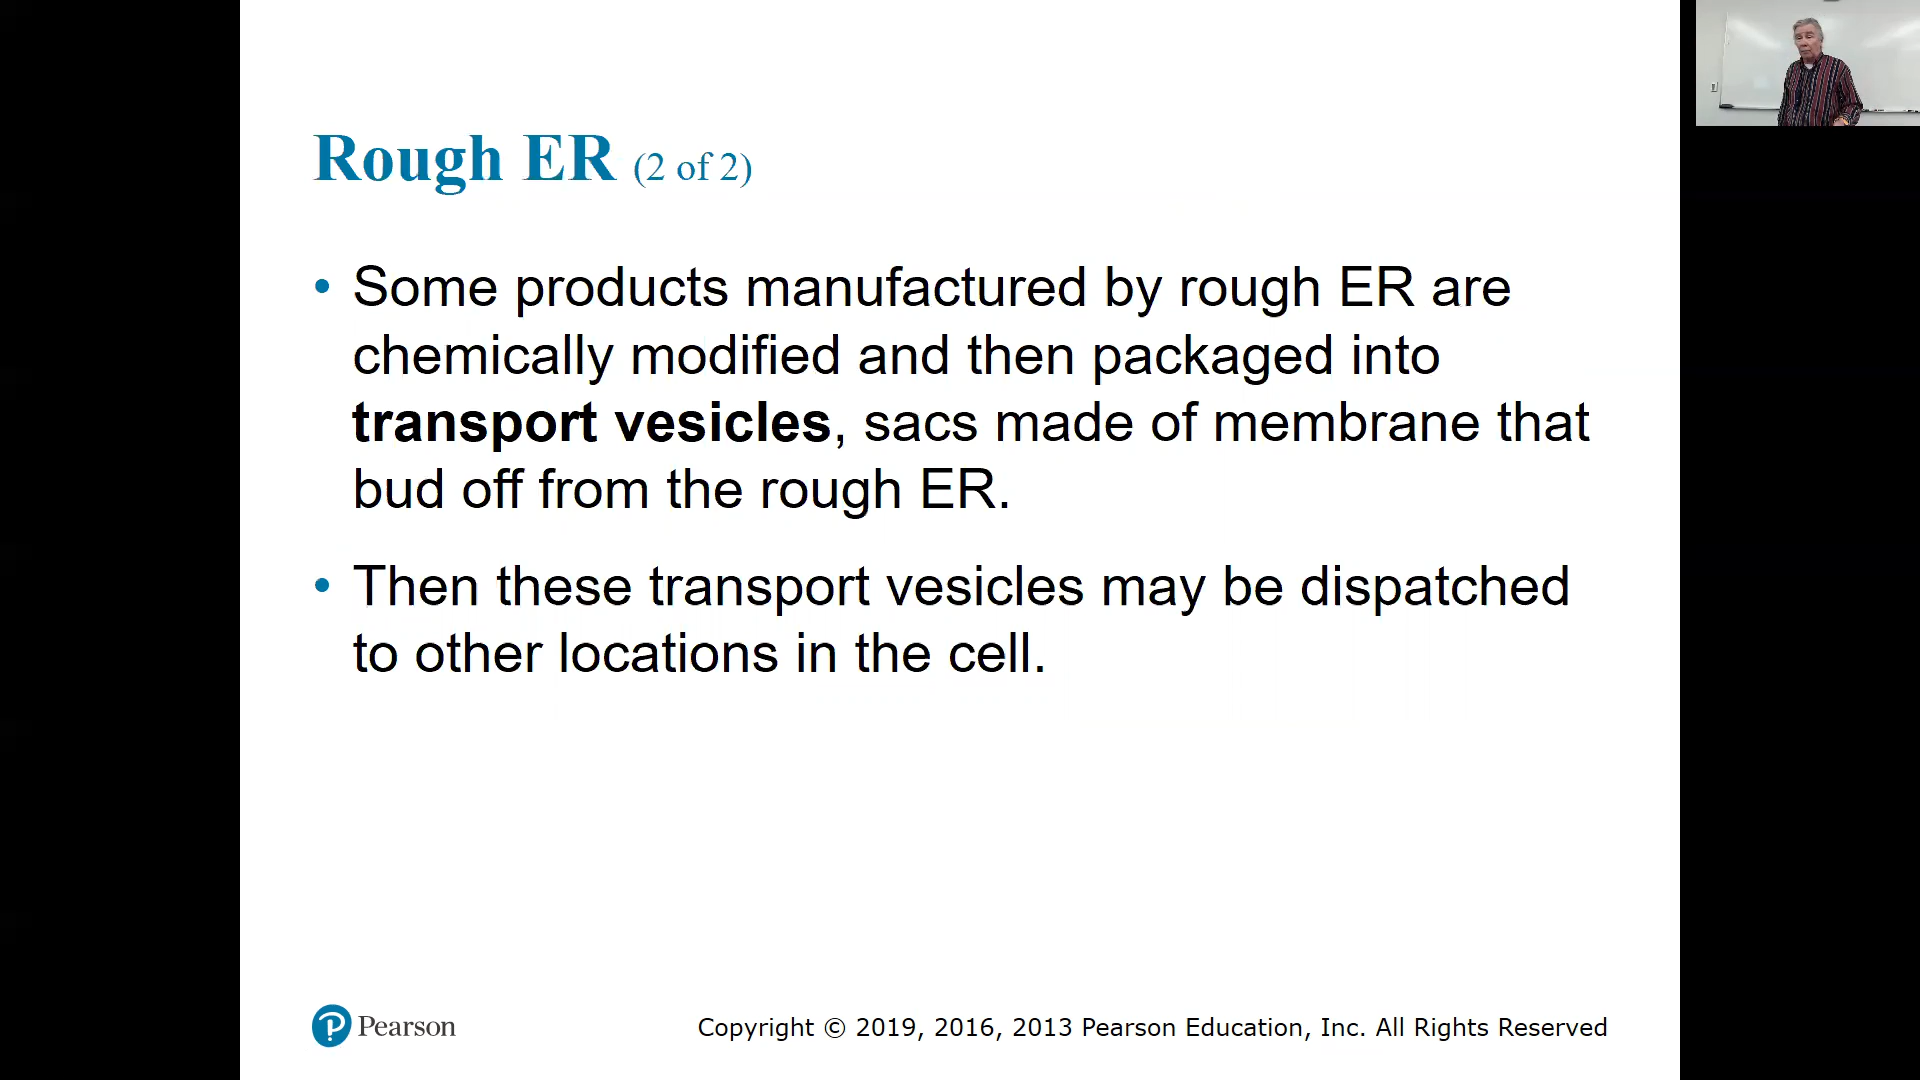 Rough ER (2 of 2)
• Some products manufactured by rough ER are
chemically modified and then packaged into
transport vesicles, sacs made of membrane that
bud off from the rough ER.
• Then these transport vesicles may be dispatched
to other locations in the cell.
Pearson
Copyright © 2019, 2016, 2013 Pearson Education, Inc. All Rights Reserved